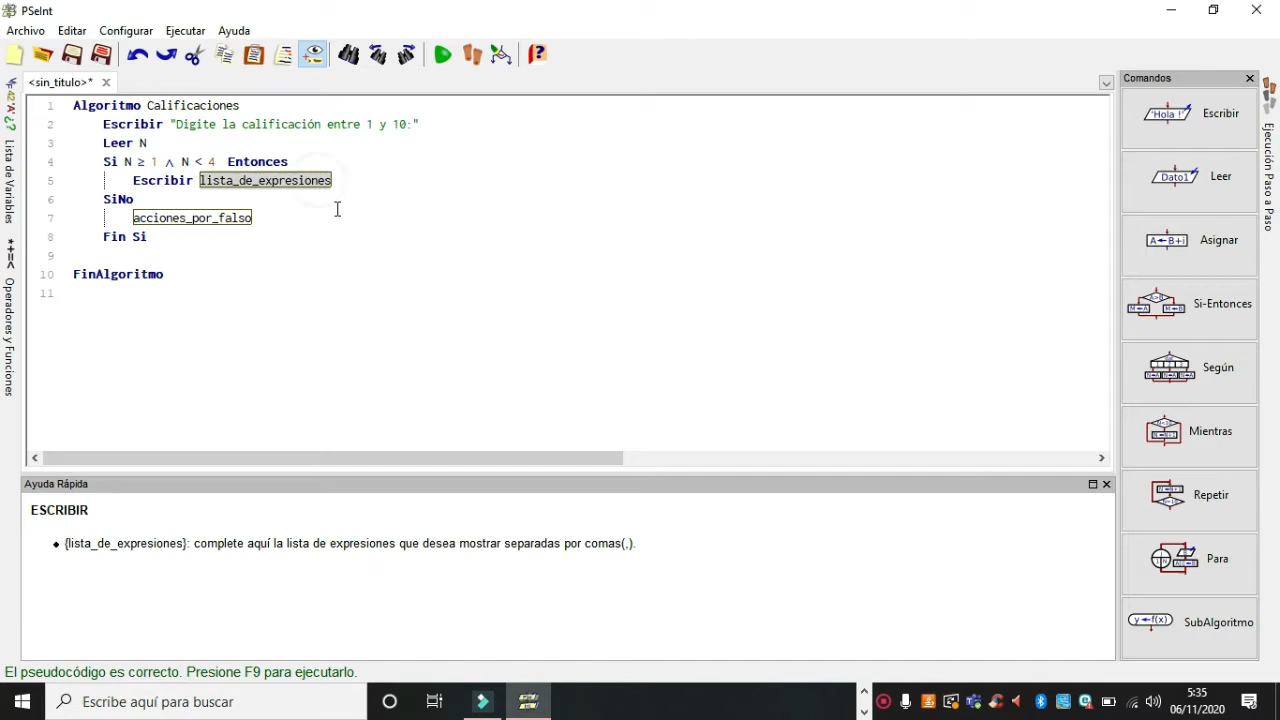 PSeInt
Archivo Editar Configurar Ejecutar Ayuda
<sin_titulo>*
Comandos
Lista de Variables
Operadores y Funciones
1 Algoritmo Calificaciones
2 Escribir "Digite la calificación entre 1 y 10:"
3 Leer N
4 Si N ≥ 1 ∧ N < 4 Entonces
5 Escribir lista_de_expresiones
6 SiNo
7 acciones_por_falso
8 Fin Si
9
10 FinAlgoritmo
11
'Hola !' Escribir
Dato1 Leer
A←B+i Asignar
Si-Entonces
Según
Mientras
Repetir
Para
y←f(x) SubAlgoritmo
Ejecución Paso a Paso
Ayuda Rápida
ESCRIBIR
{lista_de_expresiones}: complete aquí la lista de expresiones que desea mostrar separadas por comas(,).
El pseudocódigo es correcto. Presione F9 para ejecutarlo.
Escribe aquí para buscar
5:35
06/11/2020